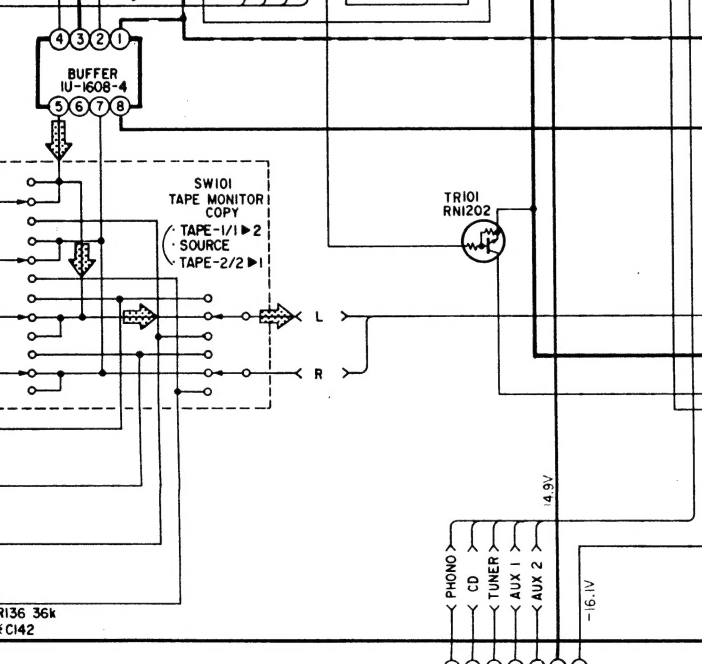 4 3 2 1
BUFFER
1U-1608-4
5 6 7 8
SW101
TAPE MONITOR
COPY
· TAPE-1/1▶2
· SOURCE
· TAPE-2/2▶1
TR101
RN1202
L
R
14.9V
PHONO
CD
TUNER
AUX 1
AUX 2
-16.1V
R136 36k
C142